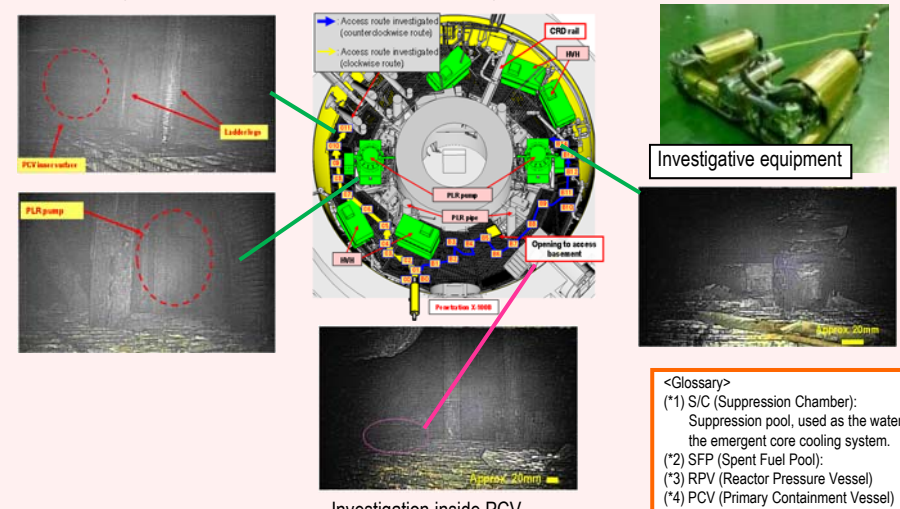 Ladder legs
PCV inner surface
PLR pump
: Access route investigated
(counterclockwise route)
: Access route investigated
(clockwise route)
CRD rail
HVH
PLR pump
PLR pipe
HVH
Opening to access
basement
Penetration X-100B
Investigative equipment
Approx. 20mm
Approx. 20mm
Investigation inside PCV
<Glossary>
(*1) S/C (Suppression Chamber):
Suppression pool, used as the water
the emergent core cooling system.
(*2) SFP (Spent Fuel Pool):
(*3) RPV (Reactor Pressure Vessel)
(*4) PCV (Primary Containment Vessel)